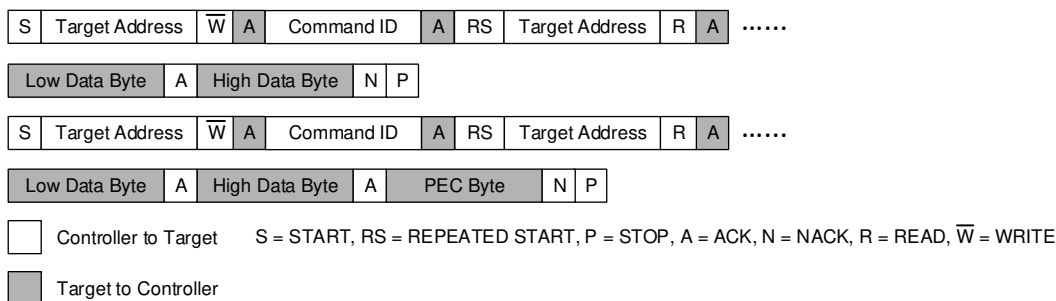 S Target Address W̅ A Command ID A RS Target Address R A ......
Low Data Byte A High Data Byte N P
S Target Address W̅ A Command ID A RS Target Address R A ......
Low Data Byte A High Data Byte A PEC Byte N P
Controller to Target S = START, RS = REPEATED START, P = STOP, A = ACK, N = NACK, R = READ, W̅ = WRITE
Target to Controller